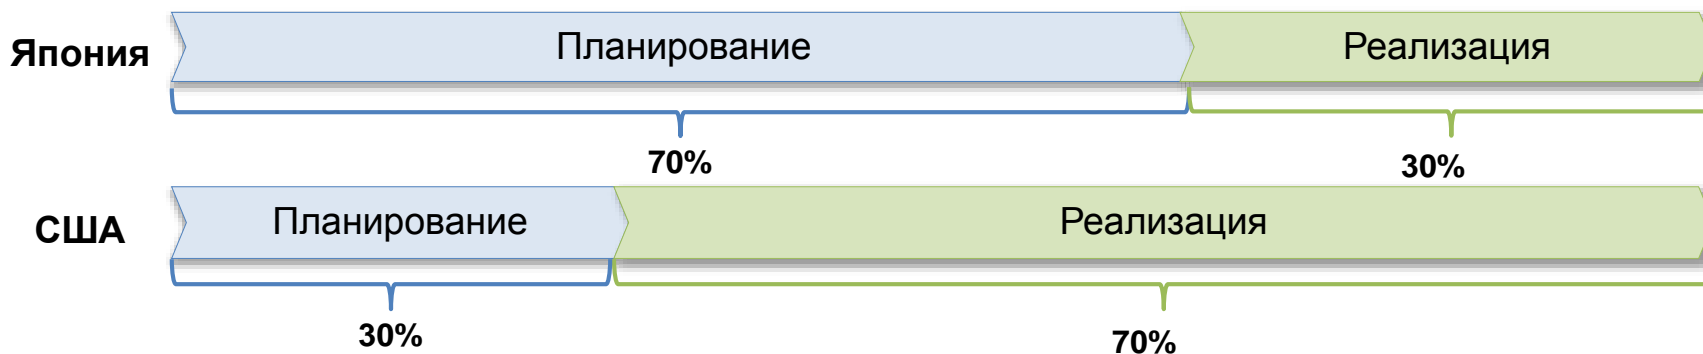 Япония
Планирование
Реализация
70%
30%
США
Планирование
Реализация
30%
70%